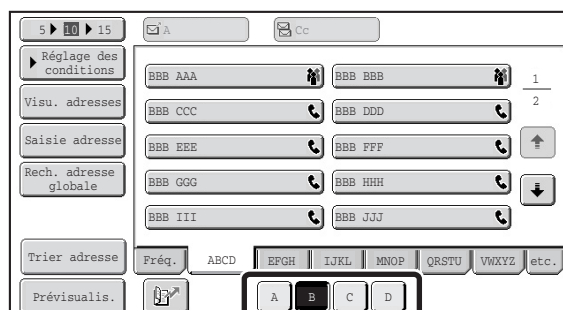 5 10 15
A
Cc
Réglage des
conditions
Visu. adresses
Saisie adresse
Rech. adresse
globale
Trier adresse
Prévisualis.
BBB AAA
BBB BBB
BBB CCC
BBB DDD
BBB EEE
BBB FFF
BBB GGG
BBB HHH
BBB III
BBB JJJ
1
2
Fréq. ABCD EFGH IJKL MNOP QRSTU VWXYZ etc.
A B C D